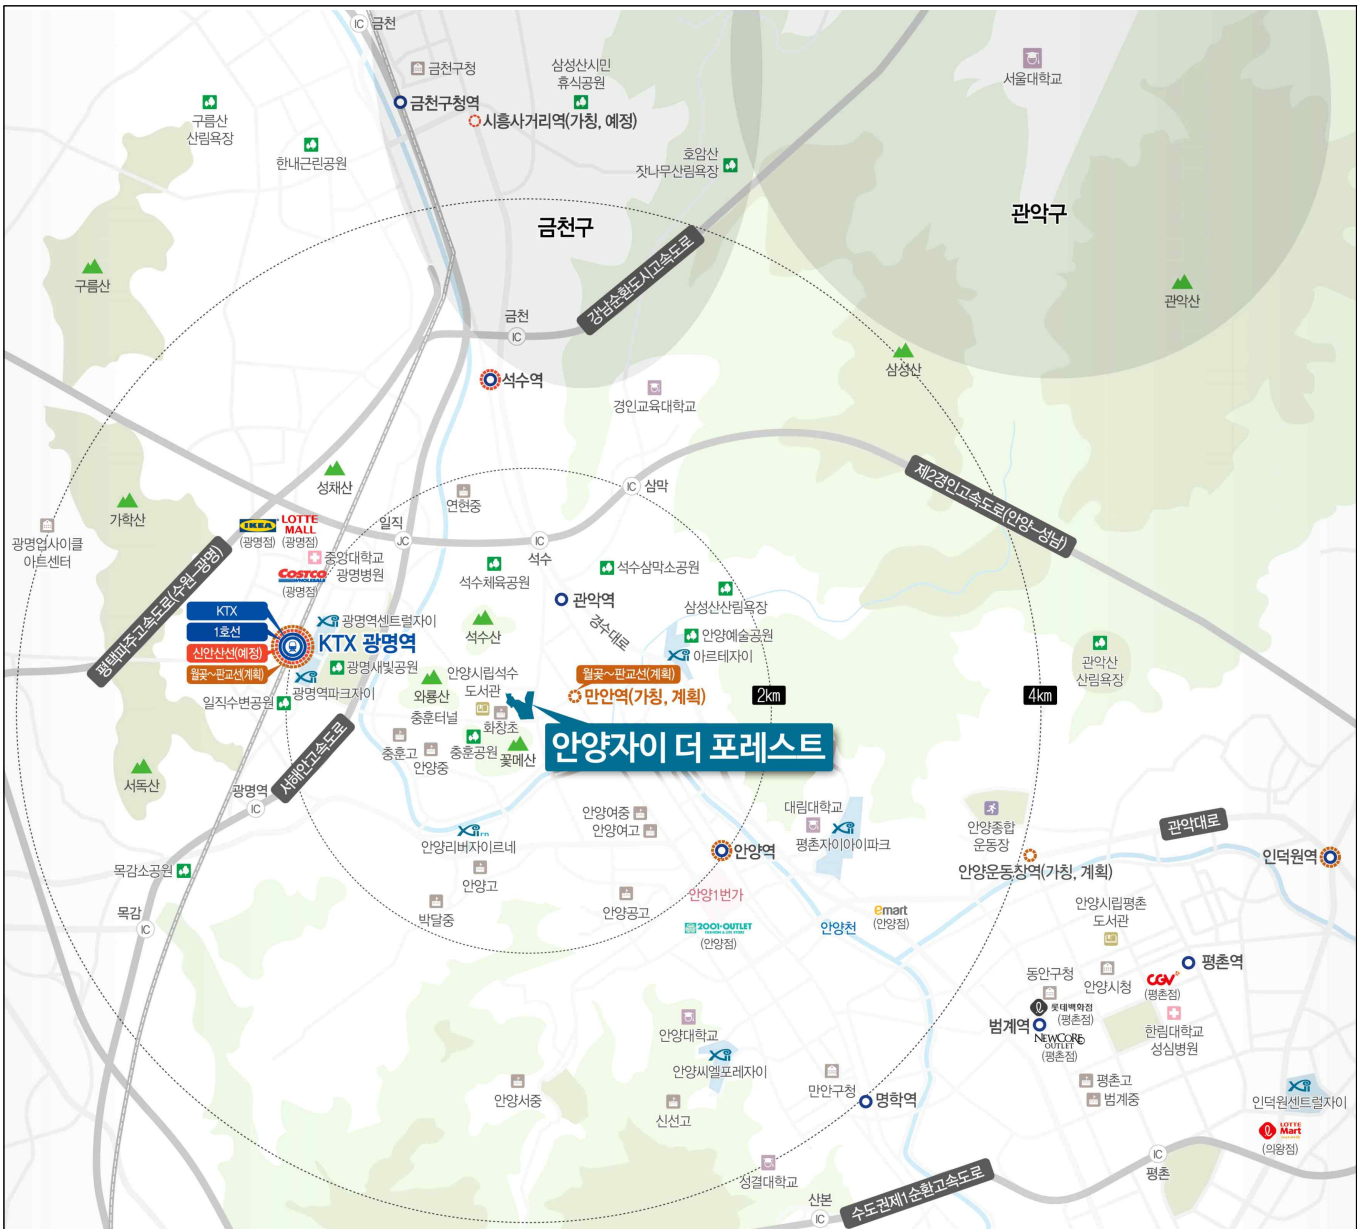 IC 금천
금천구청
금천구청역
삼성산시민
휴식공원
시흥사거리역(가칭, 예정)
서울대학교
구름산
산림욕장
한내근린공원
호암산
잣나무산림욕장
금천구
관악구
강남순환도시고속도로
구름산
관악산
금천
IC
삼성산
석수역
경인교육대학교
성채산
IC 삼막
제2경인고속도로(안양~성남)
연현중
가학산
광명업사이클
아트센터
IKEA
(광명점)
LOTTE
MALL
(광명점)
일직
JC
IC
석수
중앙대학교
광명병원
COSTCO
WHOLESALE
(광명점)
석수체육공원
석수삼막소공원
평택파주고속도로(수원~광명)
관악역
삼성산산림욕장
경수대로
KTX
1호선
신안산선(예정)
월곶~판교선(계획)
KTX 광명역
Xi 광명역센트럴자이
석수산
안양예술공원
Xi 아르테자이
광명새빛공원
Xi
광명역파크자이
일직수변공원
와룡산
안양시립석수
도서관
월곶~판교선(계획)
만안역(가칭, 계획)
관악산
산림욕장
2km
4km
충훈터널
화창초
충훈고
안양중
충훈공원
꽃메산
안양자이 더 포레스트
서해안고속도로
서독산
광명역
IC
안양여중
안양여고
대림대학교
Xi
평촌자이아이파크
안양종합
운동장
관악대로
Xi rn
안양리버자이르네
안양역
안양운동장역(가칭, 계획)
인덕원역
목감소공원
안양고
박달중
안양공고
안양1번가
2001-OUTLET
(안양점)
안양천
emart
(안양점)
안양시립평촌
도서관
목감
IC
동안구청
안양시청
CGV
(평촌점)
평촌역
롯데백화점
(평촌점)
범계역
NEWCORE
OUTLET
(평촌점)
한림대학교
성심병원
안양대학교
Xi
안양씨엘포레자이
안양서중
신선고
만안구청
명학역
평촌고
범계중
Xi
인덕원센트럴자이
LOTTE
Mart
(의왕점)
성결대학교
산본
IC
수도권제1순환고속도로
IC
평촌